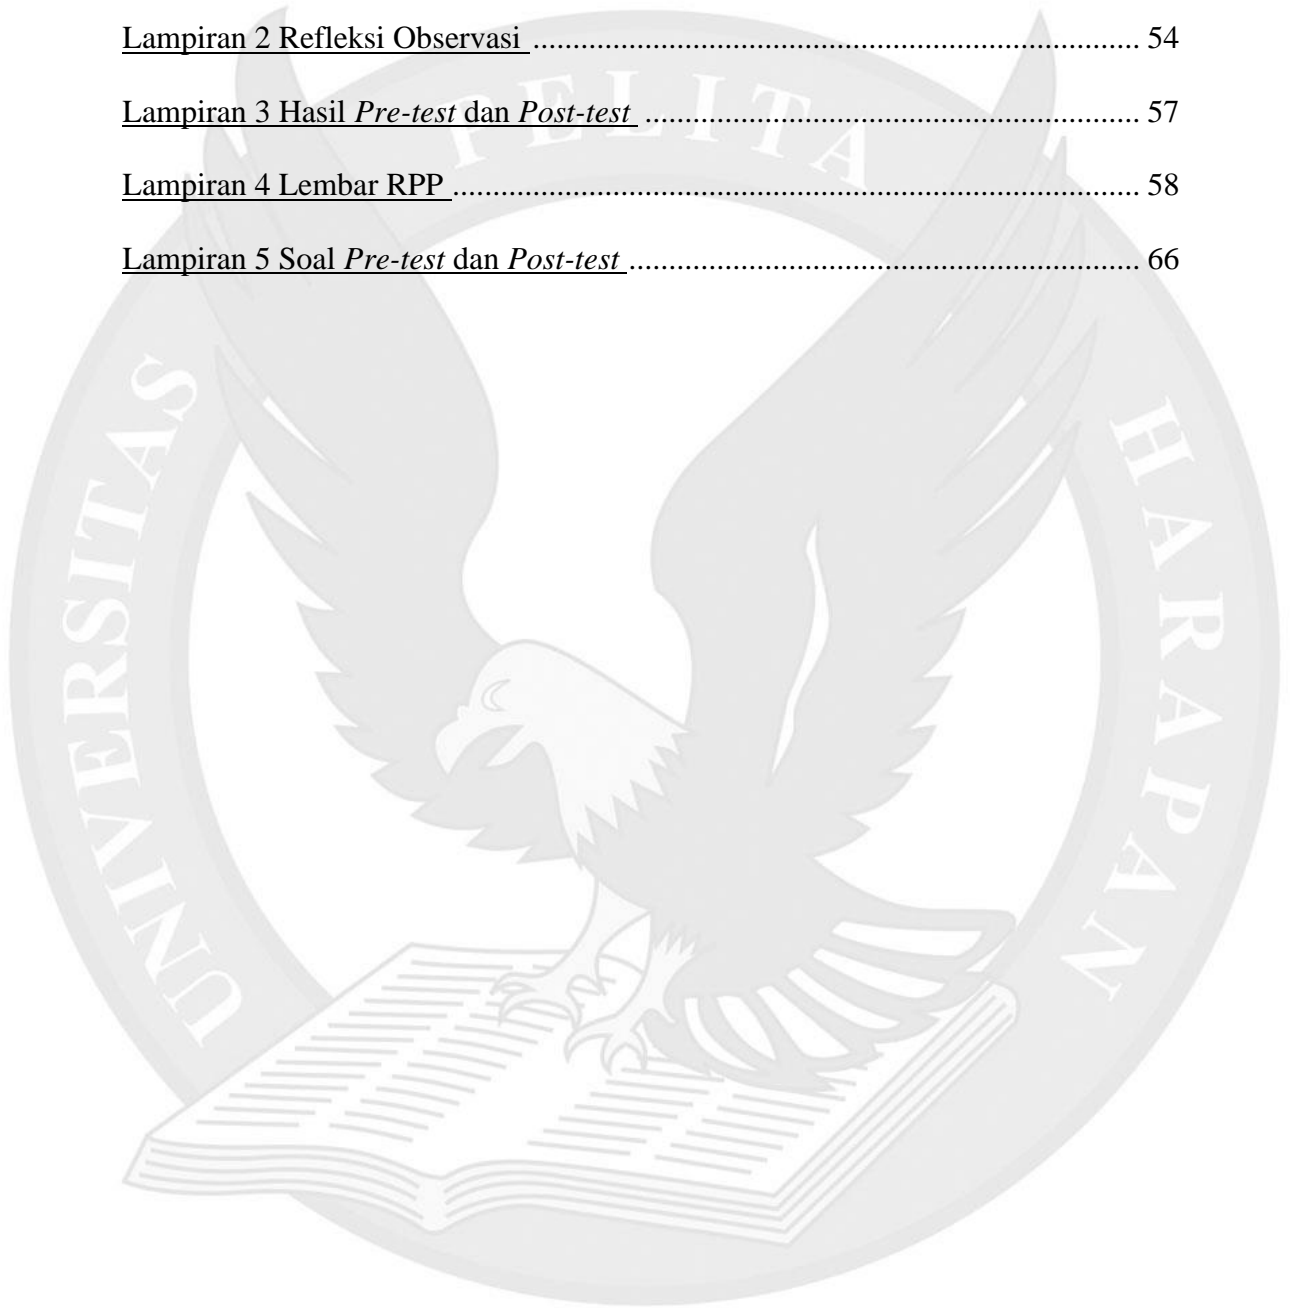 Lampiran 2 Refleksi Observasi ............................................................................ 54
Lampiran 3 Hasil Pre-test dan Post-test .............................................................. 57
Lampiran 4 Lembar RPP ...................................................................................... 58
Lampiran 5 Soal Pre-test dan Post-test ................................................................ 66
UNIVERSITAS PELITA HARAPAN